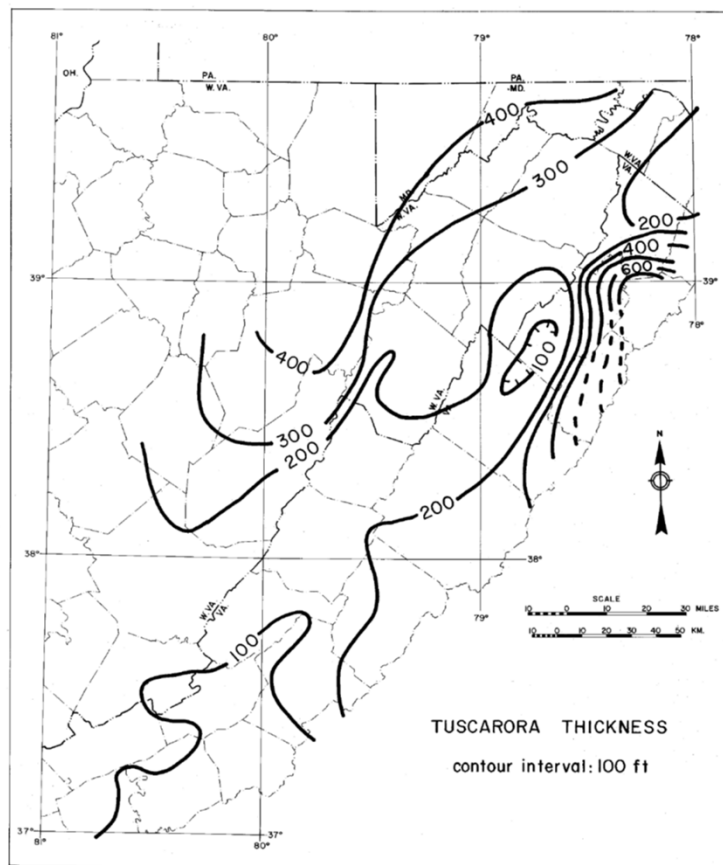 81°
80°
79°
78°
OH.
PA.
W. VA.
PA.
MD.
400
W.VA.
VA.
300
MD.
W. VA.
200
400
39°
600
39°
78°
100
400
W. VA.
VA.
300
200
N
200
38°
38°
SCALE
10 0 10 20 30 MILES
10 0 10 20 30 40 50 KM.
79°
W. VA.
VA.
100
TUSCARORA THICKNESS
contour interval: 100 ft
37°
37°
81°
80°